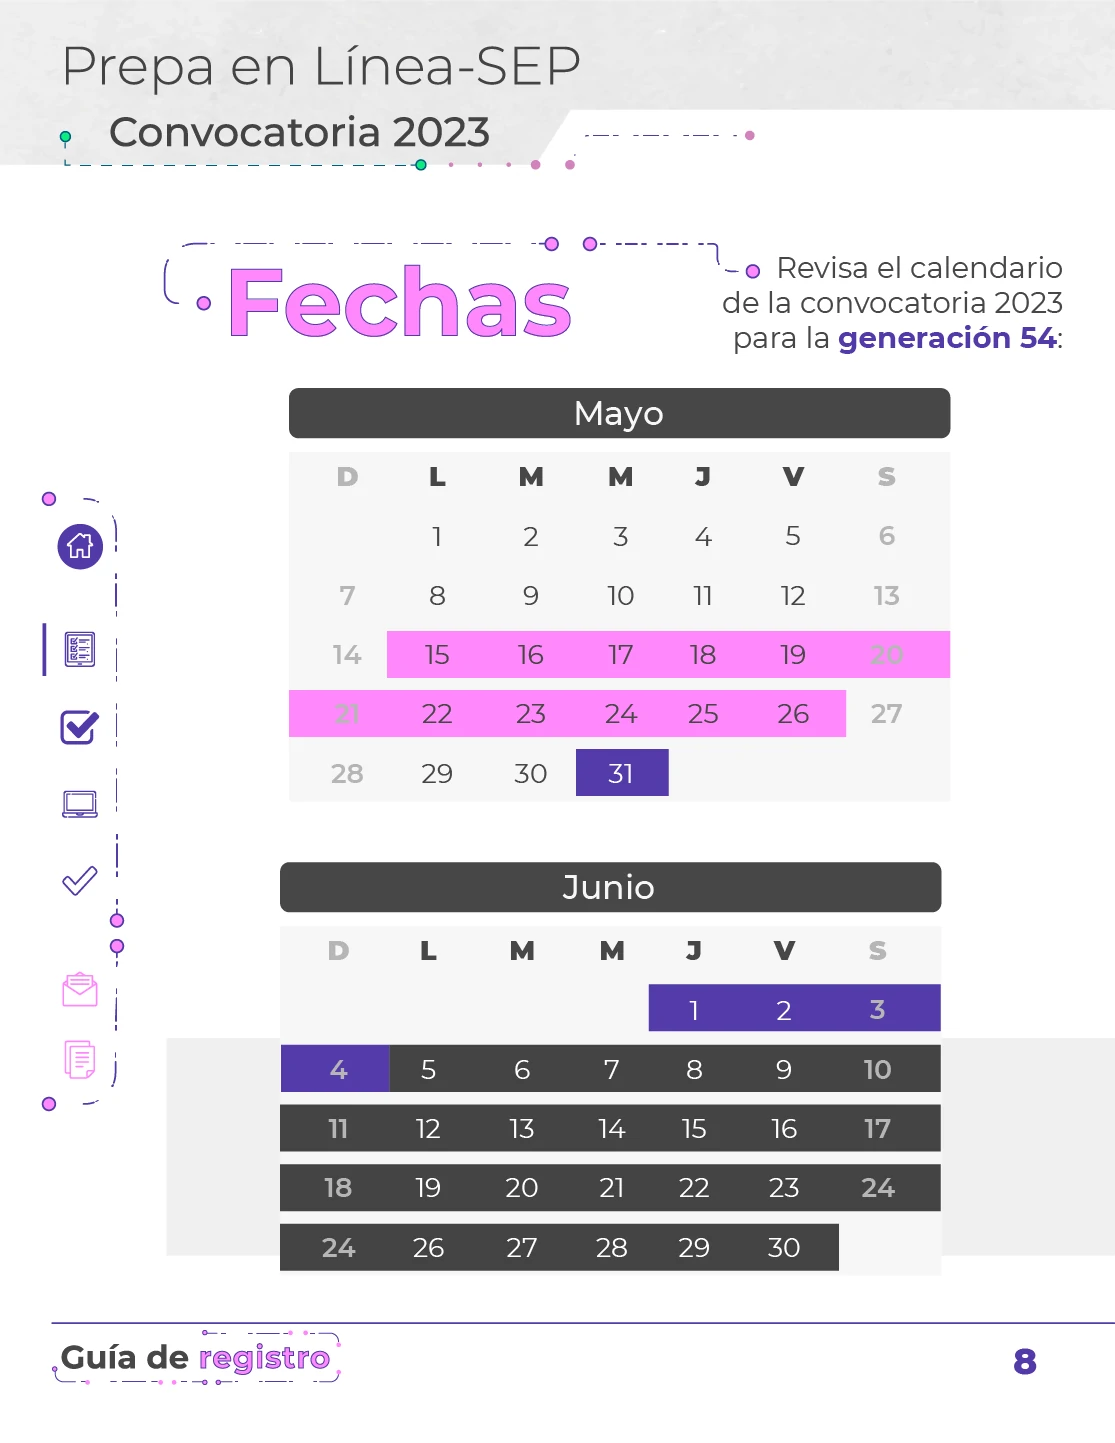 Prepa en Línea-SEP
Convocatoria 2023
Fechas
Revisa el calendario
de la convocatoria 2023
para la generación 54:
Mayo
D L M M J V S
1 2 3 4 5 6
7 8 9 10 11 12 13
14 15 16 17 18 19 20
21 22 23 24 25 26 27
28 29 30 31
Junio
D L M M J V S
1 2 3
4 5 6 7 8 9 10
11 12 13 14 15 16 17
18 19 20 21 22 23 24
24 26 27 28 29 30
Guía de registro
8